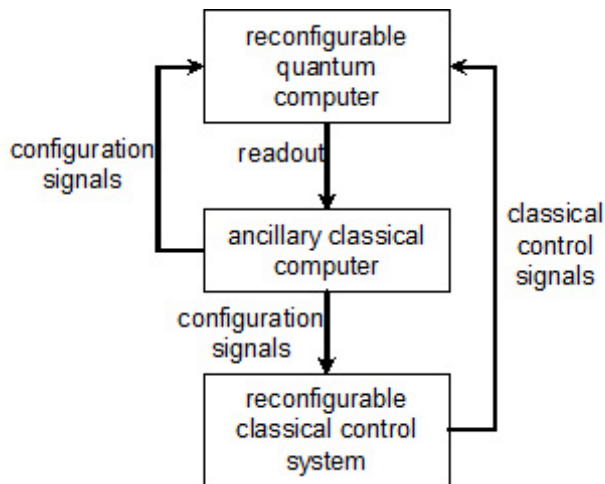 reconfigurable
quantum
computer
configuration
signals
readout
classical
control
signals
ancillary classical
computer
configuration
signals
reconfigurable
classical control
system